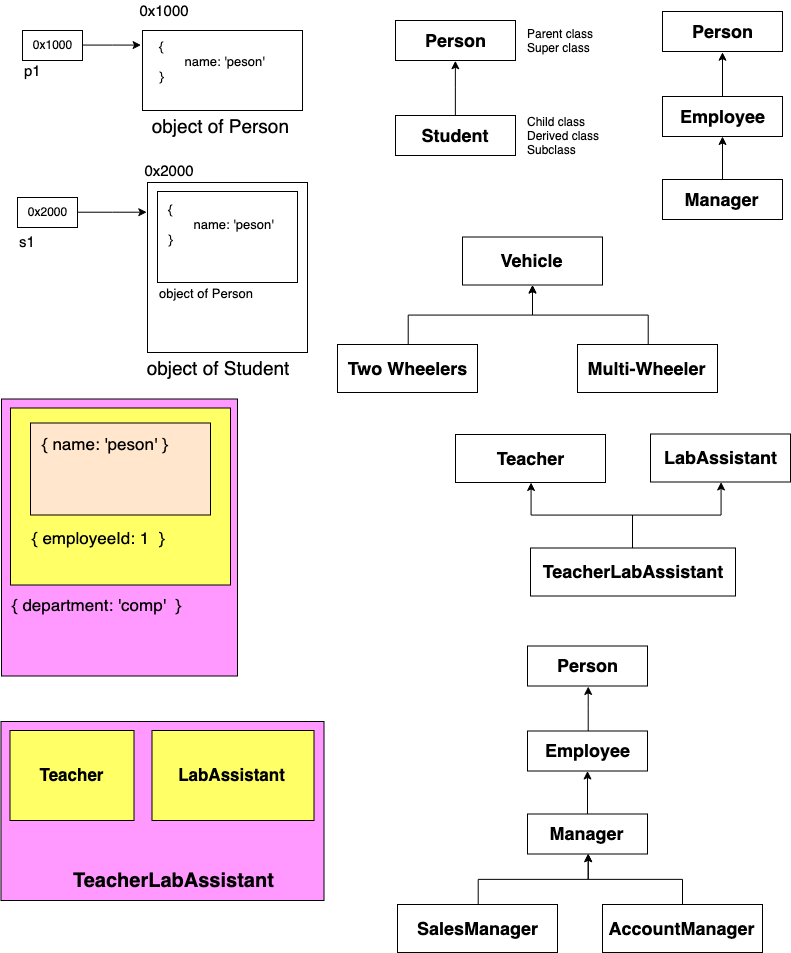 0x1000
0x1000
p1
{
name: 'peson'
}
object of Person
Person
Parent class
Super class
Student
Child class
Derived class
Subclass
Person
Employee
Manager
0x2000
0x2000
s1
{
name: 'peson'
}
object of Person
object of Student
Vehicle
Two Wheelers
Multi-Wheeler
{ name: 'peson' }
{ employeeId: 1 }
{ department: 'comp' }
Teacher
LabAssistant
TeacherLabAssistant
Teacher
LabAssistant
TeacherLabAssistant
Person
Employee
Manager
SalesManager
AccountManager